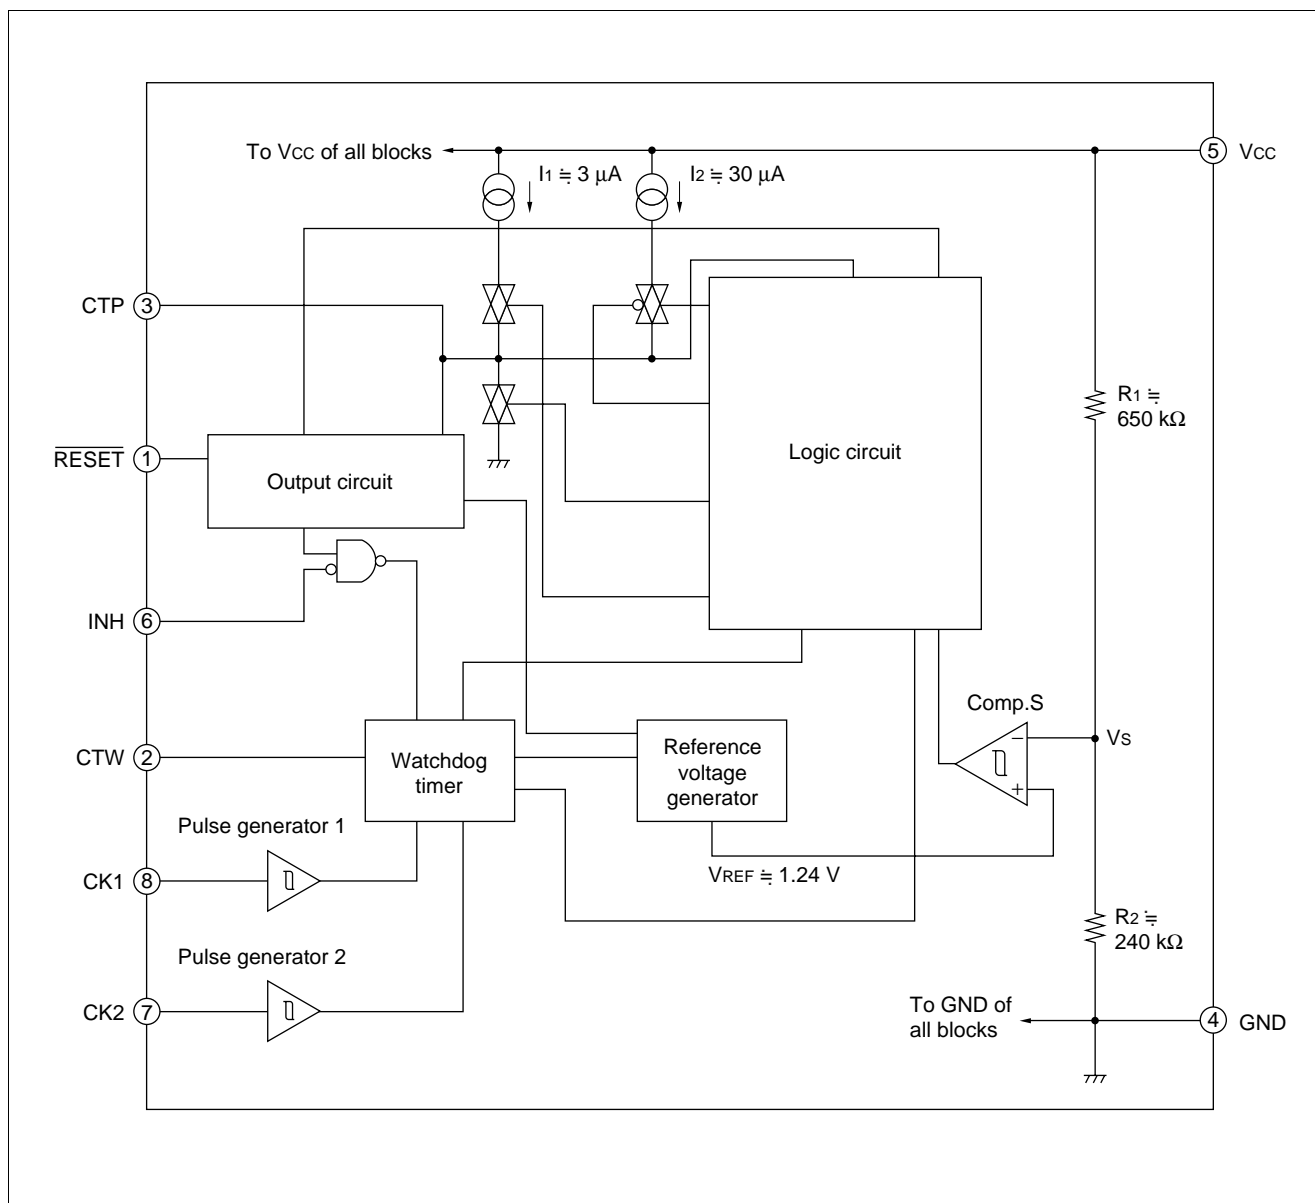 To VCC of all blocks
I1 ≒ 3 μA
I2 ≒ 30 μA
5
VCC
CTP
3
R1 ≒
650 kΩ
RESET
1
Output circuit
Logic circuit
INH
6
Comp.S
CTW
2
Watchdog
timer
Reference
voltage
generator
−
+
VS
Pulse generator 1
CK1
8
VREF ≒ 1.24 V
R2 ≒
240 kΩ
Pulse generator 2
CK2
7
To GND of
all blocks
4
GND